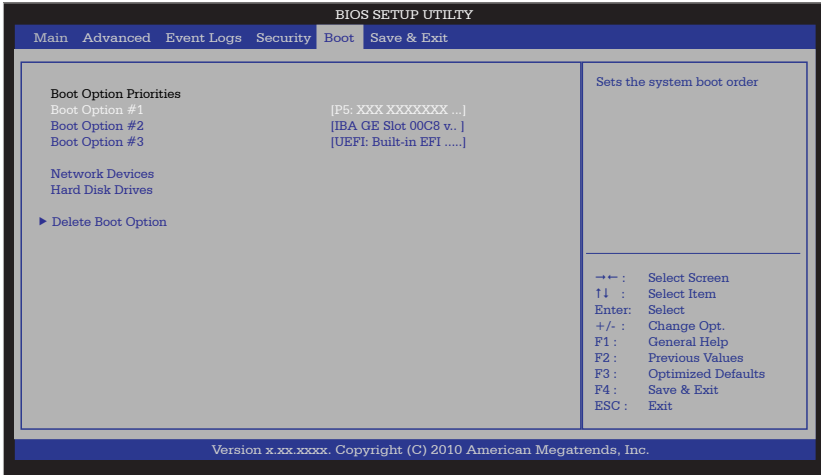 BIOS SETUP UTILTY
Main Advanced Event Logs Security Boot Save & Exit
Boot Option Priorities
Boot Option #1 [P5: XXX XXXXXXX ...]
Boot Option #2 [IBA GE Slot 00C8 v.. ]
Boot Option #3 [UEFI: Built-in EFI .....]
Network Devices
Hard Disk Drives
▶ Delete Boot Option
Sets the system boot order
→← : Select Screen
↑↓ : Select Item
Enter: Select
+/- : Change Opt.
F1 : General Help
F2 : Previous Values
F3 : Optimized Defaults
F4 : Save & Exit
ESC : Exit
Version x.xx.xxxx. Copyright (C) 2010 American Megatrends, Inc.